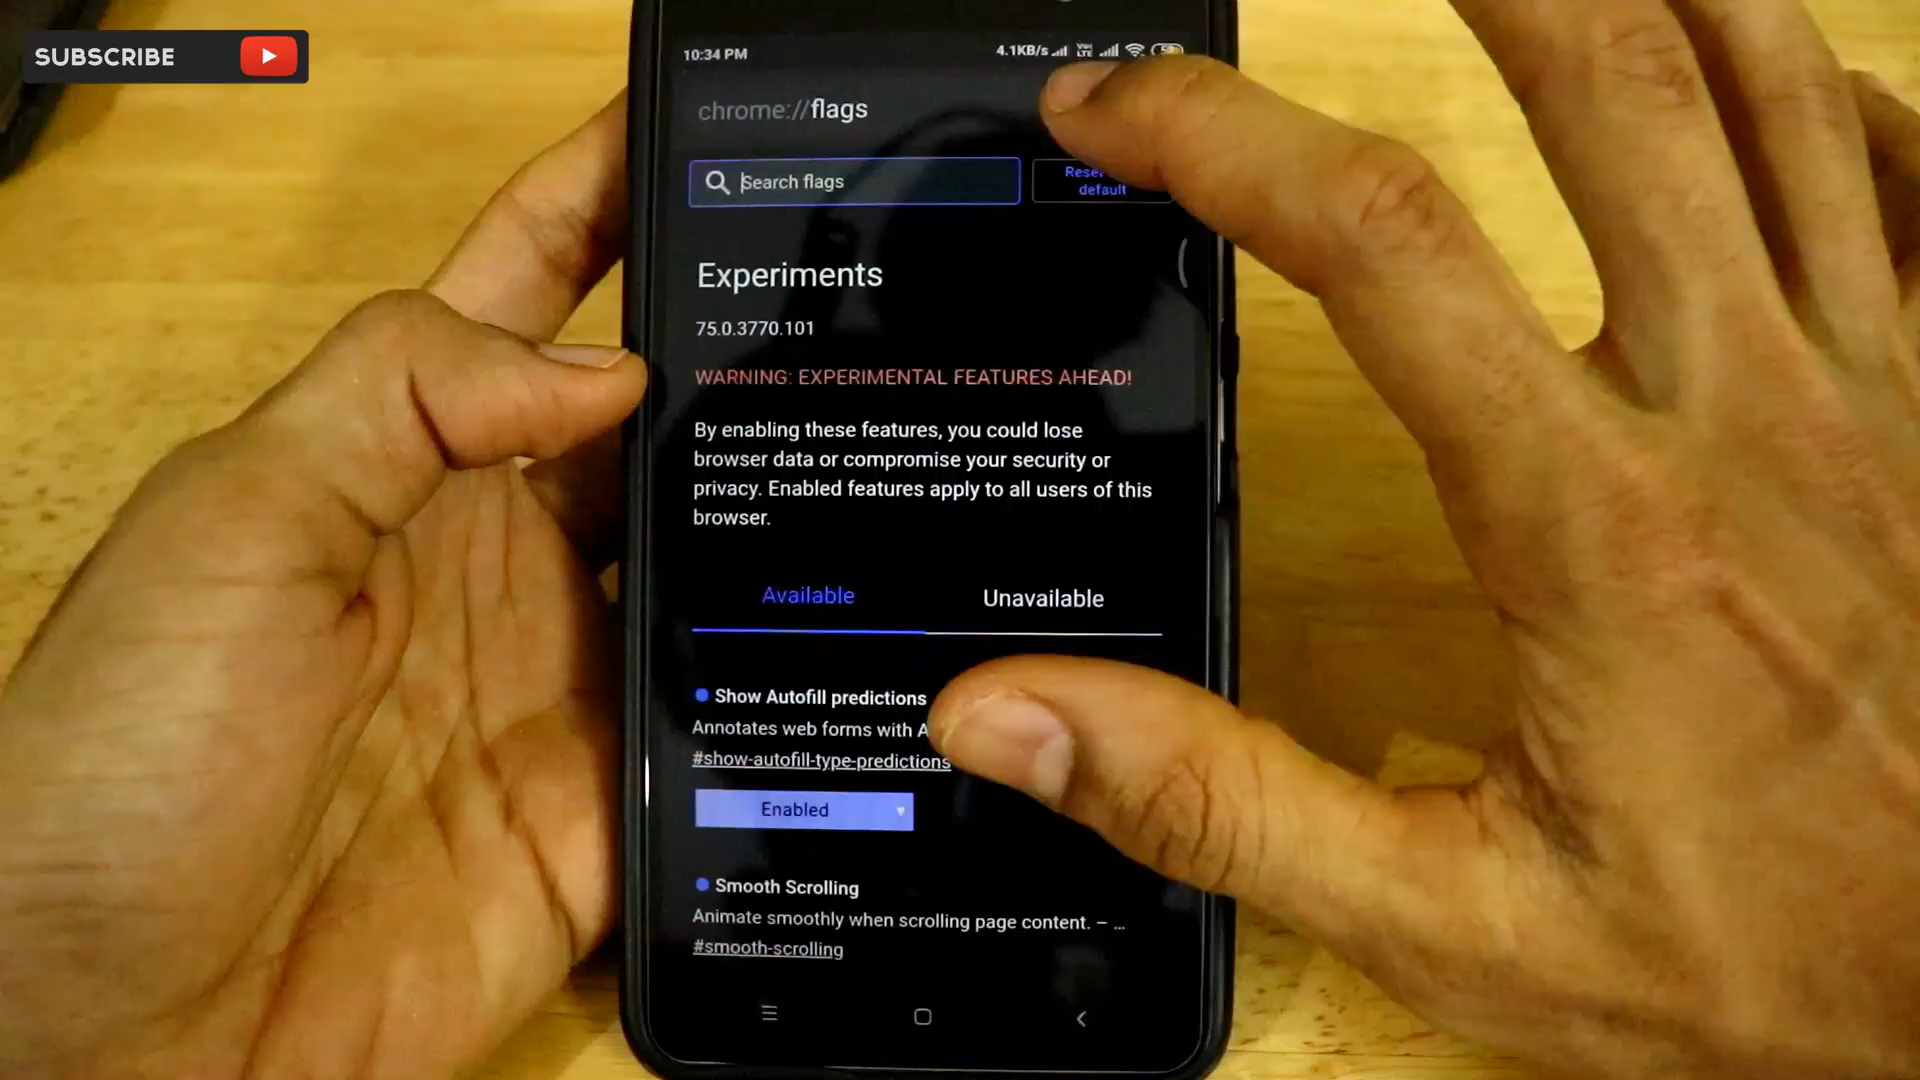 SUBSCRIBE
10:34 PM
4.1KB/s
chrome://flags
Search flags
Reset
default
Experiments
75.0.3770.101
WARNING: EXPERIMENTAL FEATURES AHEAD!
By enabling these features, you could lose
browser data or compromise your security or
privacy. Enabled features apply to all users of this
browser.
Available
Unavailable
Show Autofill predictions
Annotates web forms with A
#show-autofill-type-predictions
Enabled
Smooth Scrolling
Animate smoothly when scrolling page content. – ...
#smooth-scrolling